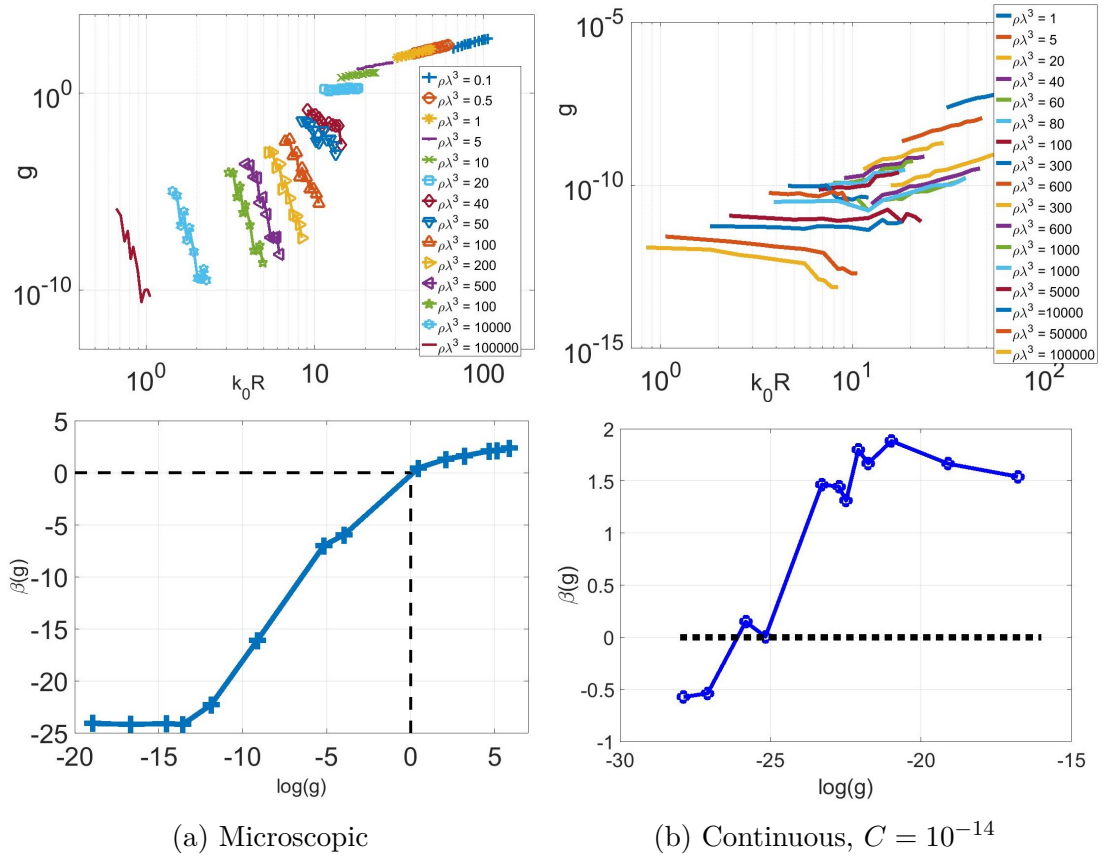 g
10^0
10^-10
10^0
10
100
k_0R
ρλ^3 = 0.1
ρλ^3 = 0.5
ρλ^3 = 1
ρλ^3 = 5
ρλ^3 = 10
ρλ^3 = 20
ρλ^3 = 40
ρλ^3 = 50
ρλ^3 = 100
ρλ^3 = 200
ρλ^3 = 500
ρλ^3 = 100
ρλ^3 = 10000
ρλ^3 = 100000
g
10^-5
10^-10
10^-15
10^0
10^1
10^2
k_0R
ρλ^3 = 1
ρλ^3 = 5
ρλ^3 = 20
ρλ^3 = 40
ρλ^3 = 60
ρλ^3 = 80
ρλ^3 = 100
ρλ^3 = 300
ρλ^3 = 600
ρλ^3 = 300
ρλ^3 = 600
ρλ^3 = 1000
ρλ^3 = 1000
ρλ^3 = 5000
ρλ^3 =10000
ρλ^3 = 50000
ρλ^3 = 100000
β(g)
5
0
-5
-10
-15
-20
-25
-20
-15
-10
-5
0
5
log(g)
β(g)
2
1.5
1
0.5
0
-0.5
-1
-30
-25
-20
-15
log(g)
(a) Microscopic
(b) Continuous, C = 10^-14